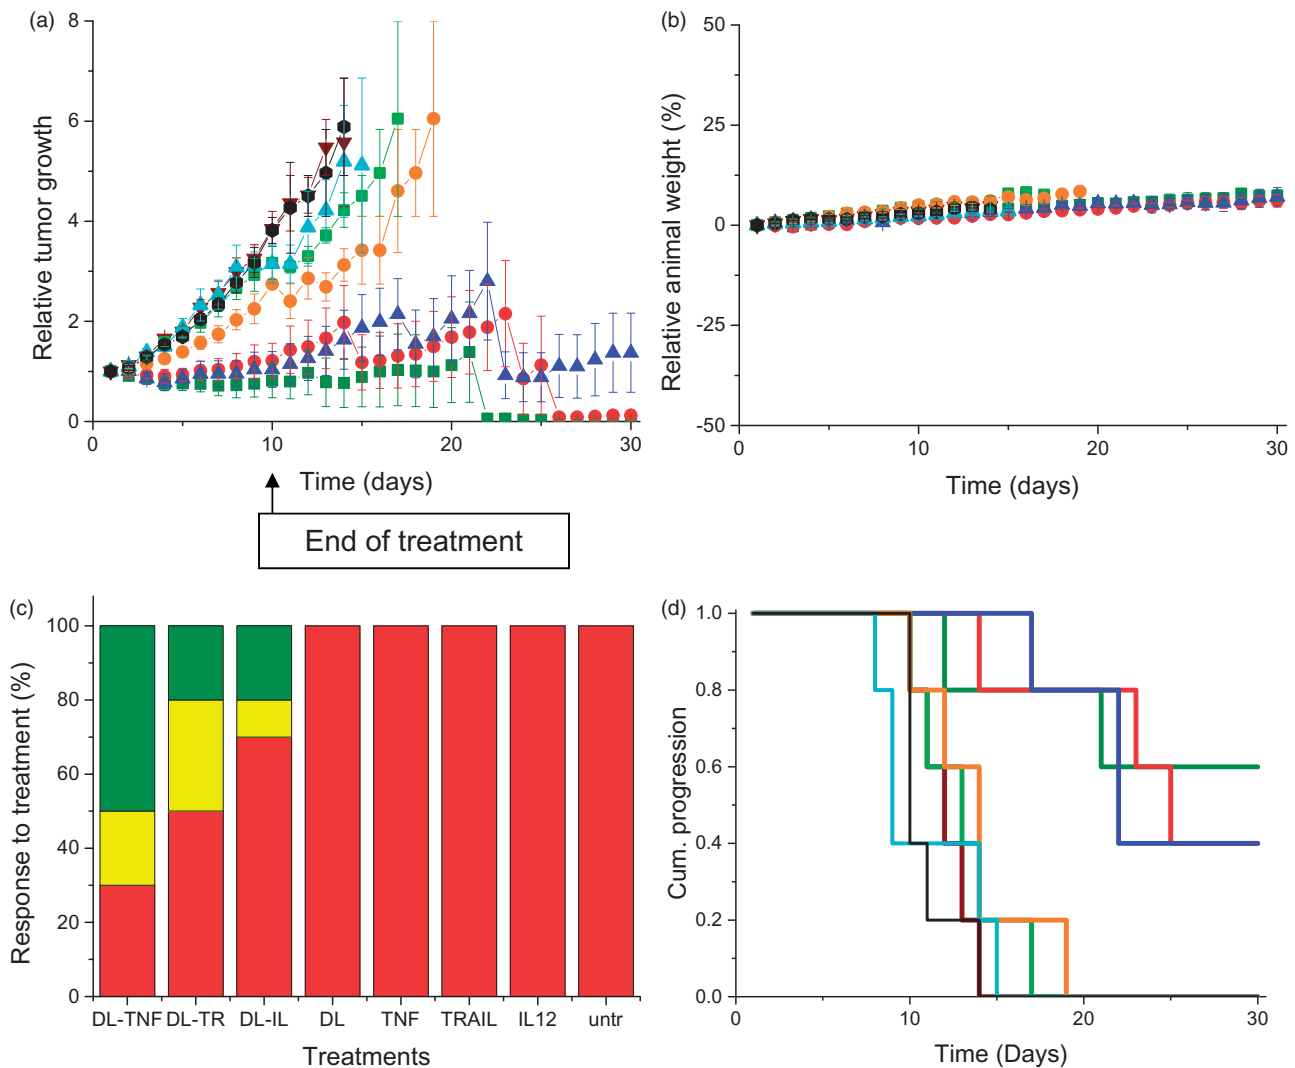 (a)
8
6
4
2
0
Relative tumor growth
0 10 20 30
Time (days)
End of treatment
(b)
50
25
0
-25
-50
Relative animal weight (%)
0 10 20 30
Time (days)
(c)
100
80
60
40
20
0
Response to treatment (%)
DL-TNF DL-TR DL-IL DL TNF TRAIL IL12 untr
Treatments
(d)
1.0
0.8
0.6
0.4
0.2
0.0
Cum. progression
0 10 20 30
Time (Days)